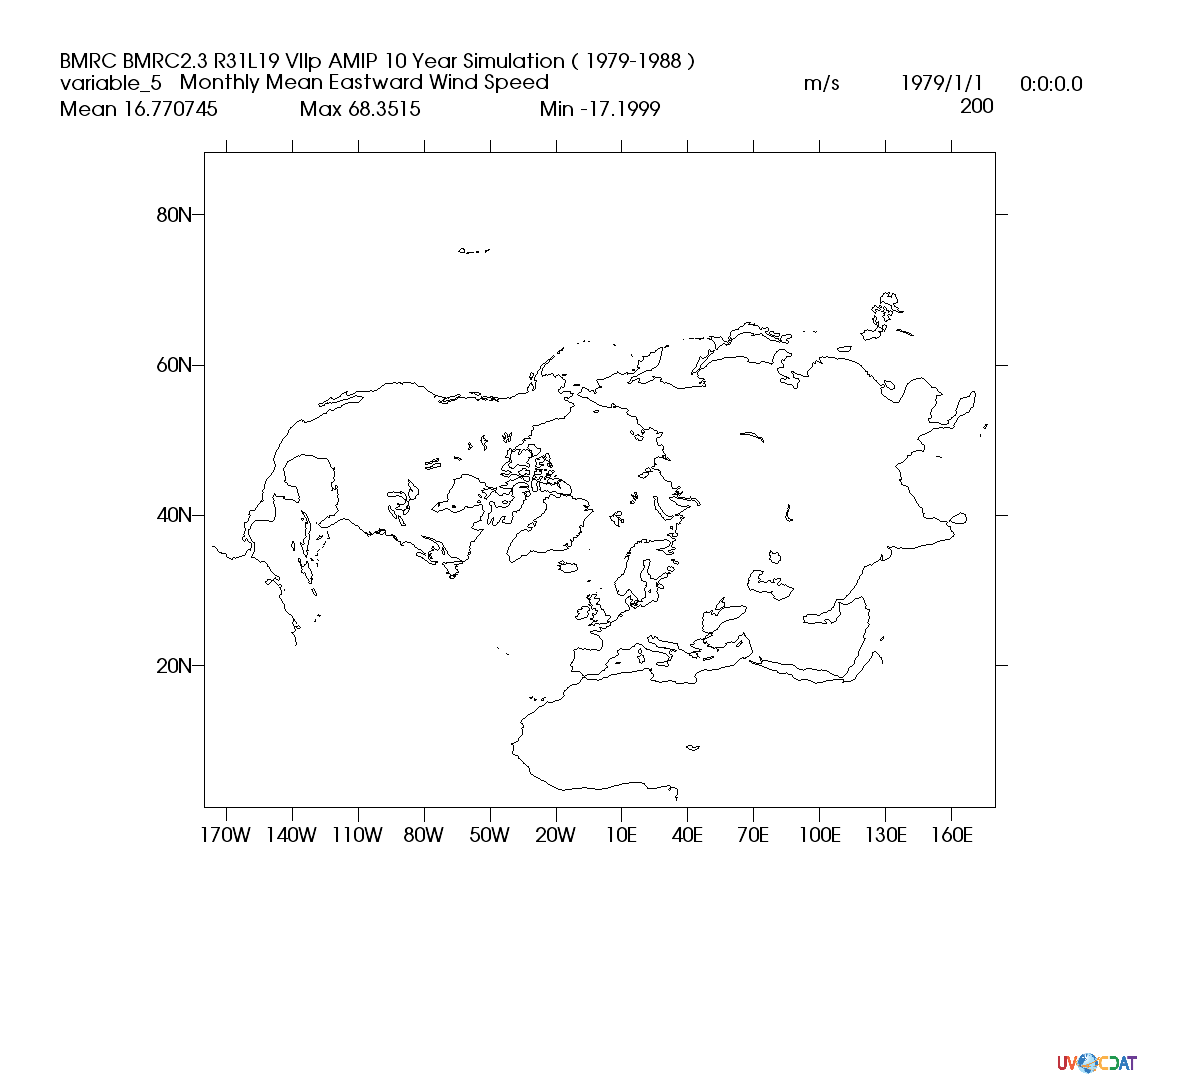 BMRC BMRC2.3 R31L19 VIIp AMIP 10 Year Simulation ( 1979-1988 )
variable_5 Monthly Mean Eastward Wind Speed m/s 1979/1/1 0:0:0.0
Mean 16.770745 Max 68.3515 Min -17.1999 200
80N
60N
40N
20N
170W 140W 110W 80W 50W 20W 10E 40E 70E 100E 130E 160E
UV CDAT